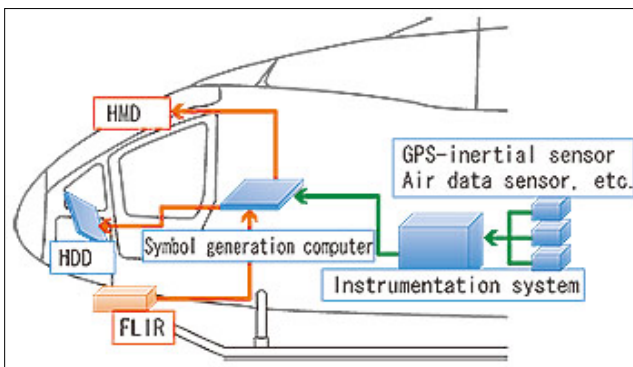 HMD
GPS-inertial sensor
Air data sensor, etc.
HDD
Symbol generation computer
Instrumentation system
FLIR